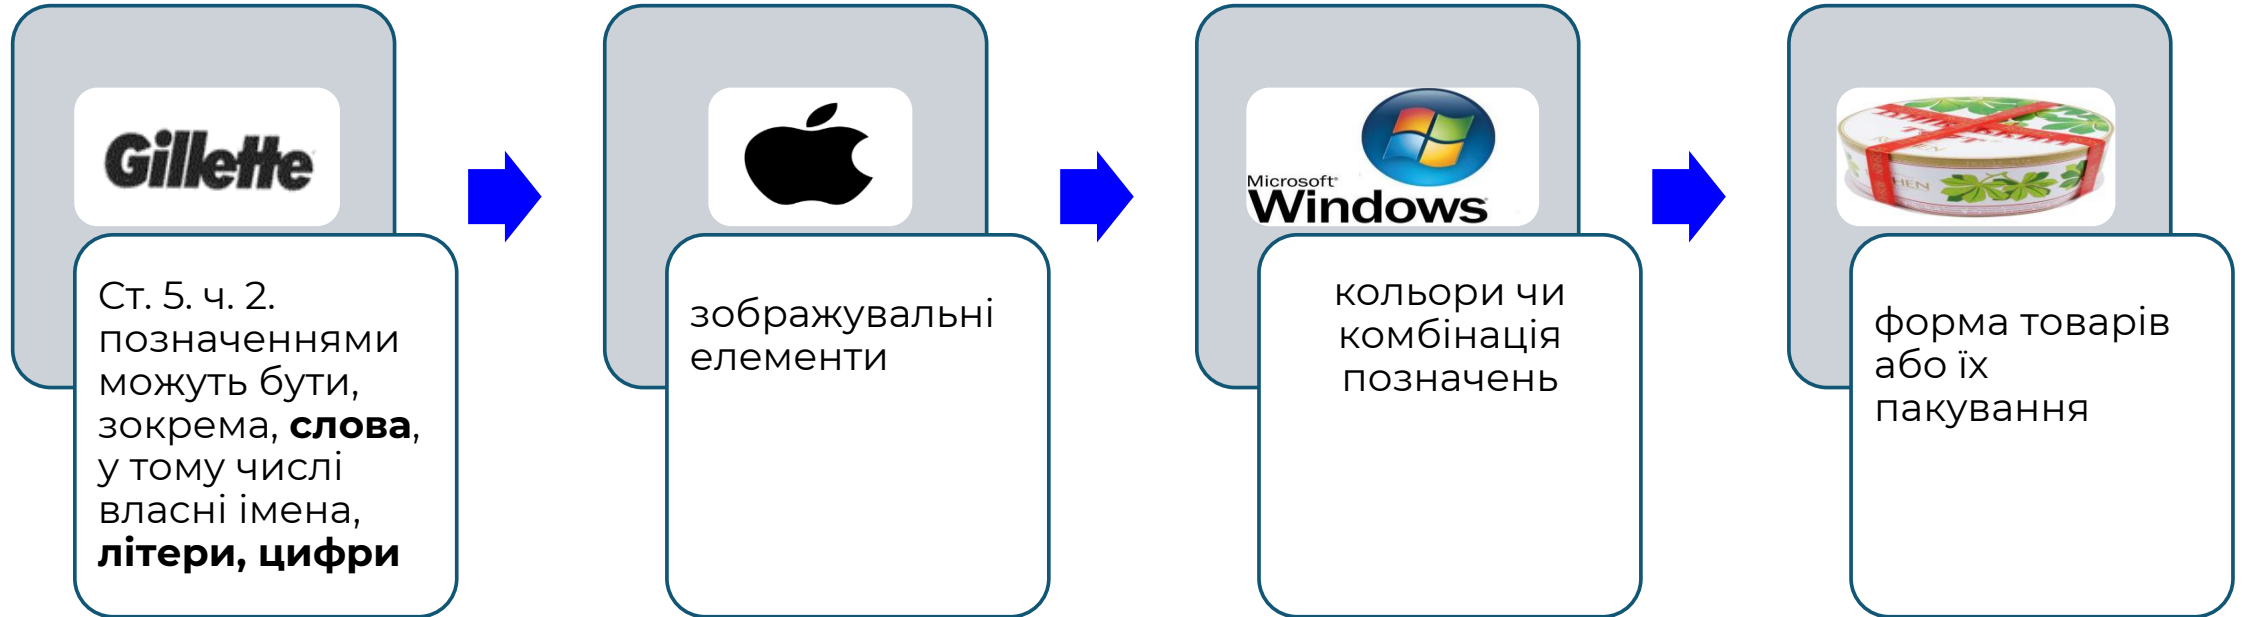 Gillette
Ст. 5. ч. 2.
позначеннями
можуть бути,
зокрема, слова,
у тому числі
власні імена,
літери, цифри
зображувальні
елементи
Microsoft
Windows
кольори чи
комбінація
позначень
HEN
форма товарів
або їх
пакування